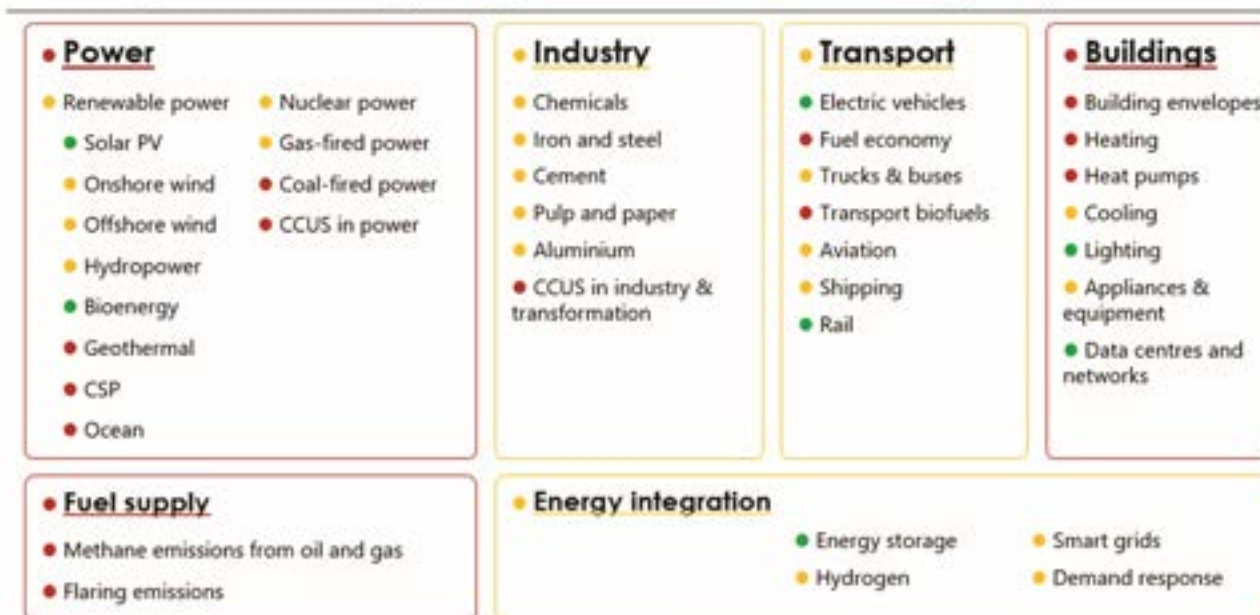 Power
Renewable power
Solar PV
Onshore wind
Offshore wind
Hydropower
Bioenergy
Geothermal
CSP
Ocean
Nuclear power
Gas-fired power
Coal-fired power
CCUS in power
Industry
Chemicals
Iron and steel
Cement
Pulp and paper
Aluminium
CCUS in industry &
transformation
Transport
Electric vehicles
Fuel economy
Trucks & buses
Transport biofuels
Aviation
Shipping
Rail
Buildings
Building envelopes
Heating
Heat pumps
Cooling
Lighting
Appliances &
equipment
Data centres and
networks
Fuel supply
Methane emissions from oil and gas
Flaring emissions
Energy integration
Energy storage
Hydrogen
Smart grids
Demand response